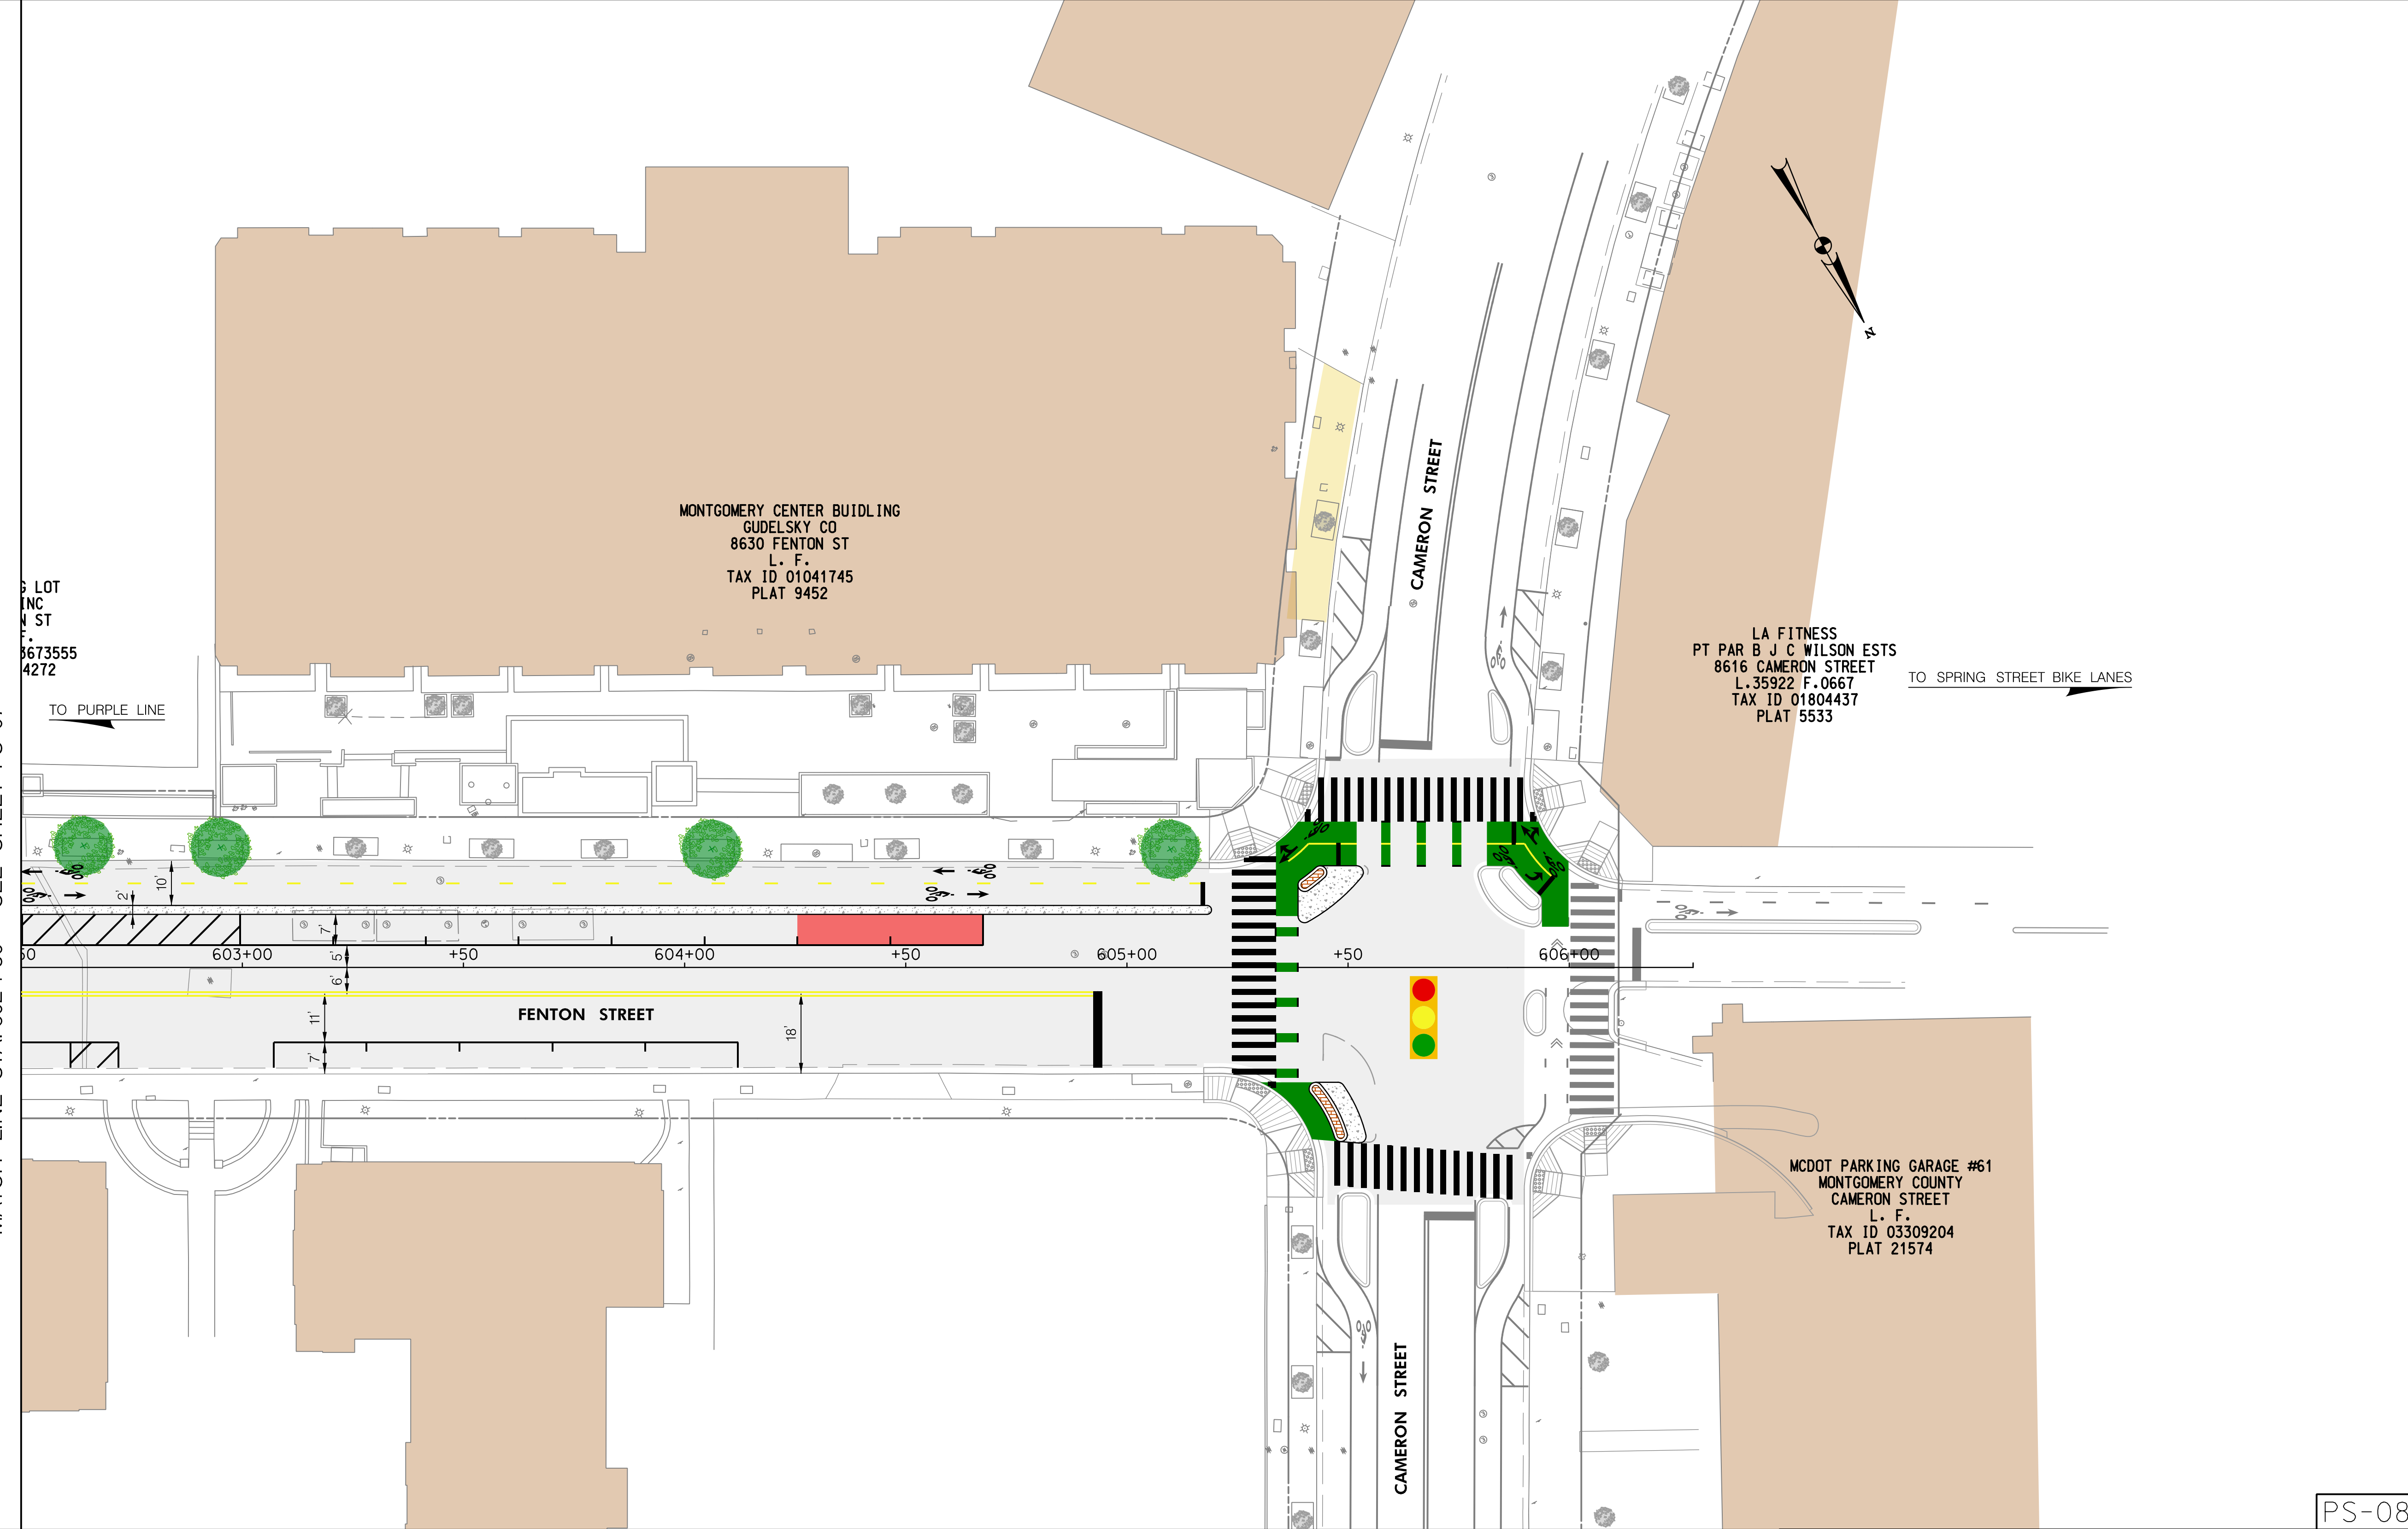 MONTGOMERY CENTER BUIDLING
GUDELSKY CO
8630 FENTON ST
L. F.
TAX ID 01041745
PLAT 9452
G LOT
INC
N ST
F.
3673555
4272
TO PURPLE LINE
CAMERON STREET
N
LA FITNESS
PT PAR B J C WILSON ESTS
8616 CAMERON STREET
L.35922 F.0667
TAX ID 01804437
PLAT 5533
TO SPRING STREET BIKE LANES
2'
10'
7'
5'
6'
50
603+00
+50
604+00
+50
605+00
+50
606+00
FENTON STREET
11'
7'
18'
MCDOT PARKING GARAGE #61
MONTGOMERY COUNTY
CAMERON STREET
L. F.
TAX ID 03309204
PLAT 21574
CAMERON STREET
PS-08